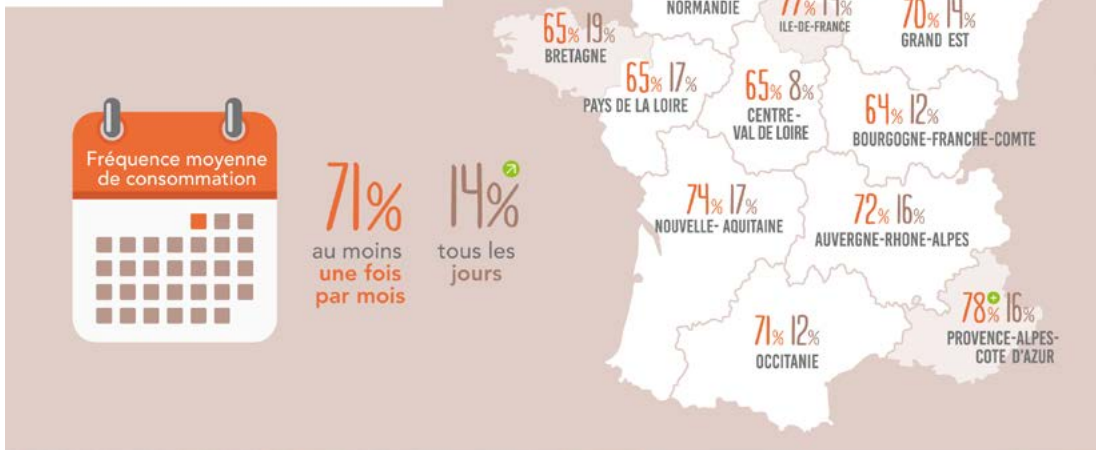 NORMANDIE
ILE-DE-FRANCE
70% 14%
GRAND EST
65% 19%
BRETAGNE
65% 17%
PAYS DE LA LOIRE
65% 8%
CENTRE-
VAL DE LOIRE
64% 12%
BOURGOGNE-FRANCHE-COMTE
Fréquence moyenne
de consommation
71%
au moins
une fois
par mois
14%
tous les
jours
74% 17%
NOUVELLE- AQUITAINE
72% 16%
AUVERGNE-RHONE-ALPES
78% 16%
PROVENCE-ALPES-
COTE D'AZUR
71% 12%
OCCITANIE